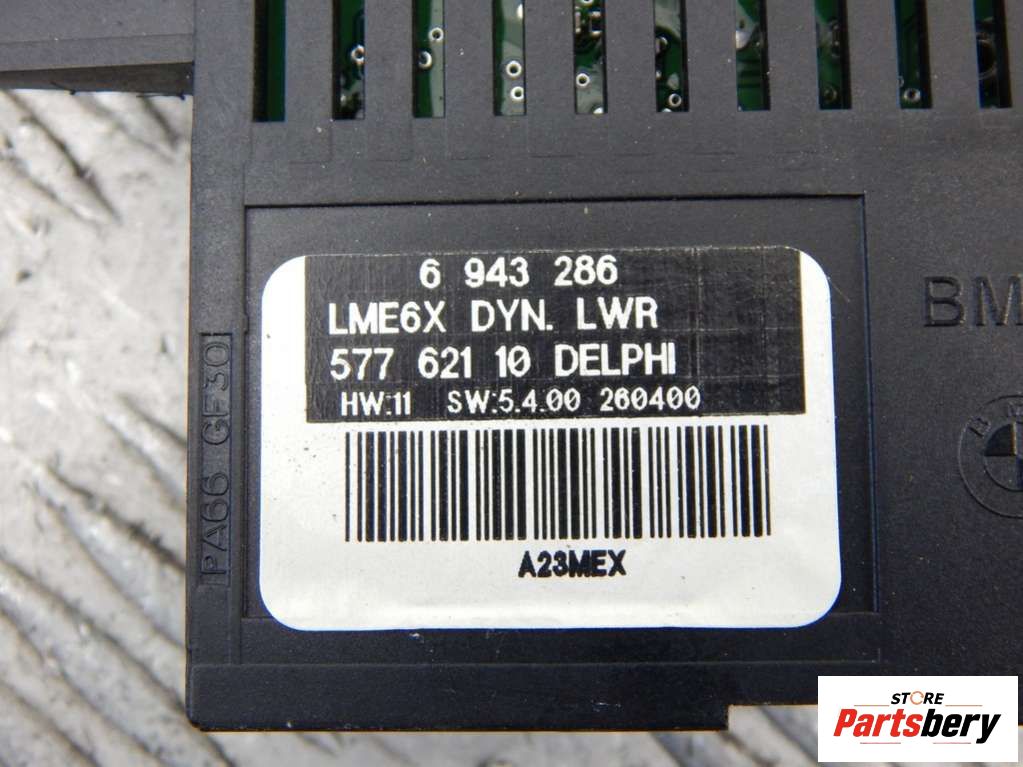 6 943 286
LME6X DYN. LWR
577 621 10 DELPHI
HW:11 SW:5.4.00 260400
A23MEX
PA66 GF30
BM
STORE
Partsbery